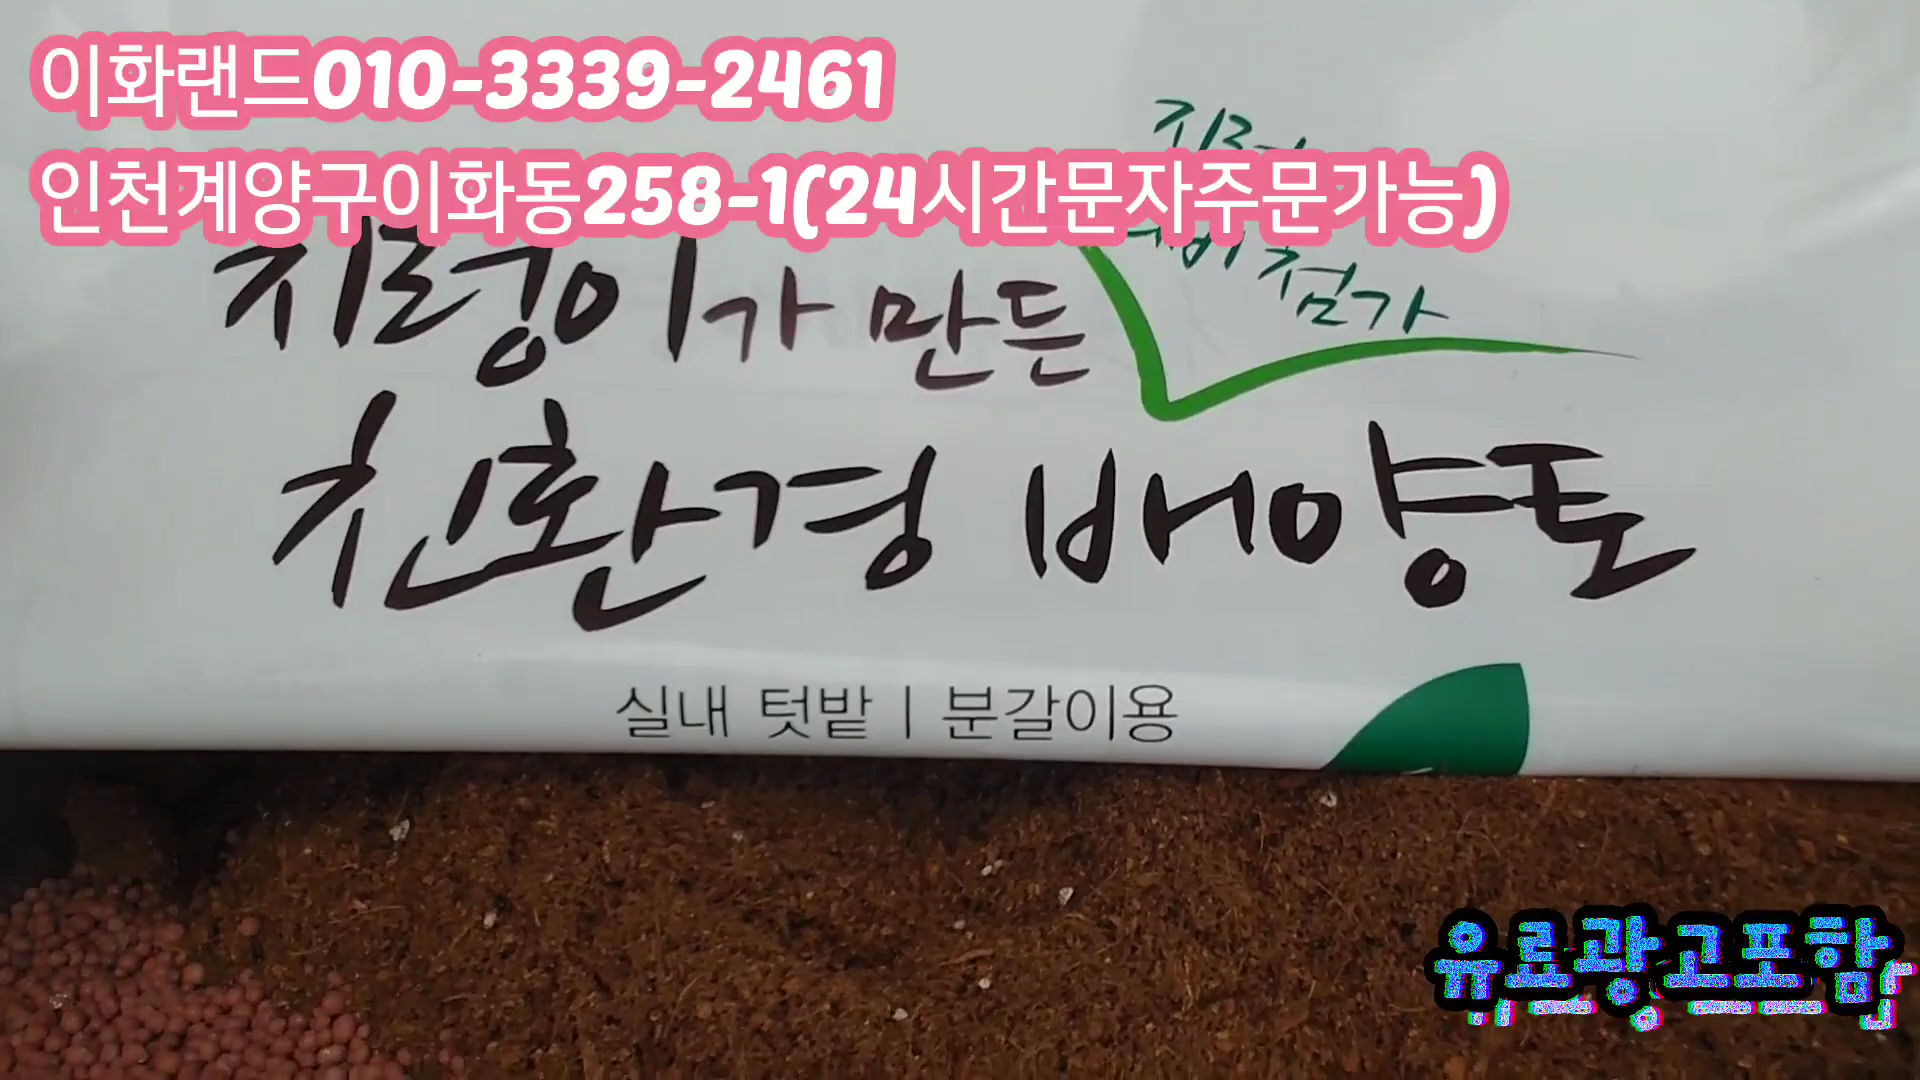 이화랜드010-3339-2461
인천계양구이화동258-1(24시간문자주문가능)
첨가
지렁이가 만든
친환경 배양토
실내 텃밭 | 분갈이용
유료광고포함